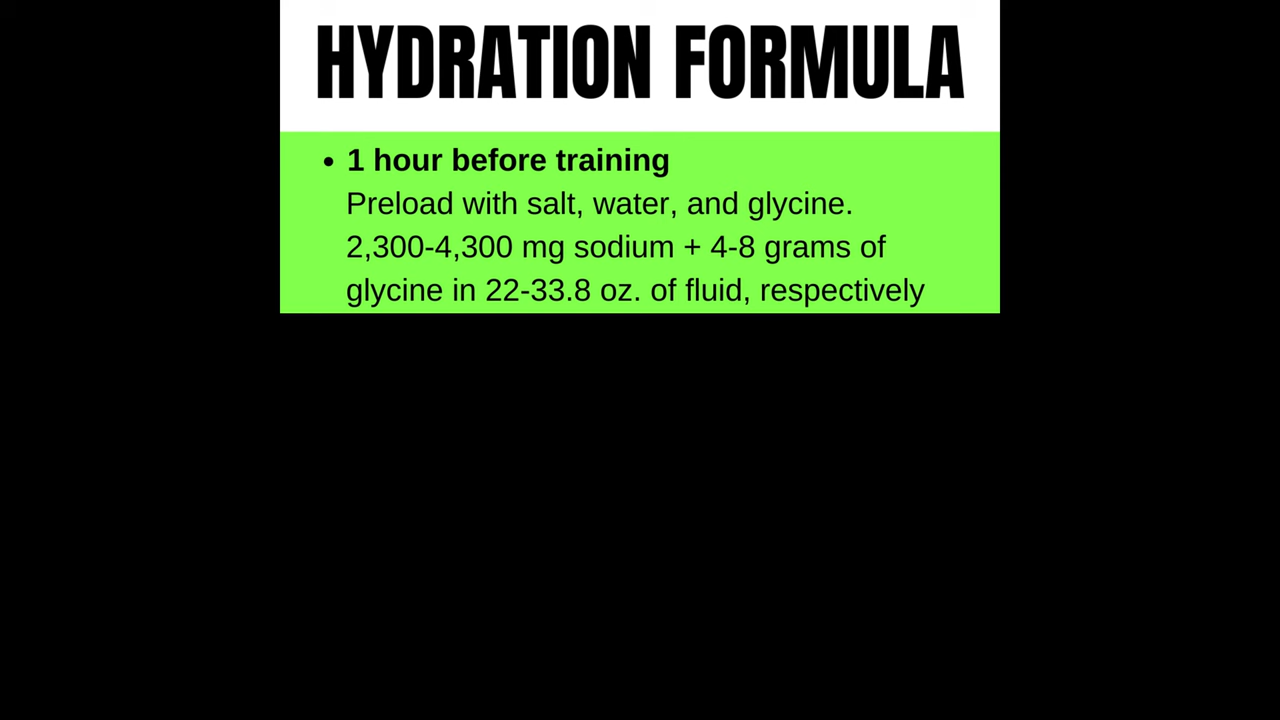 HYDRATION FORMULA
• 1 hour before training
Preload with salt, water, and glycine.
2,300-4,300 mg sodium + 4-8 grams of
glycine in 22-33.8 oz. of fluid, respectively